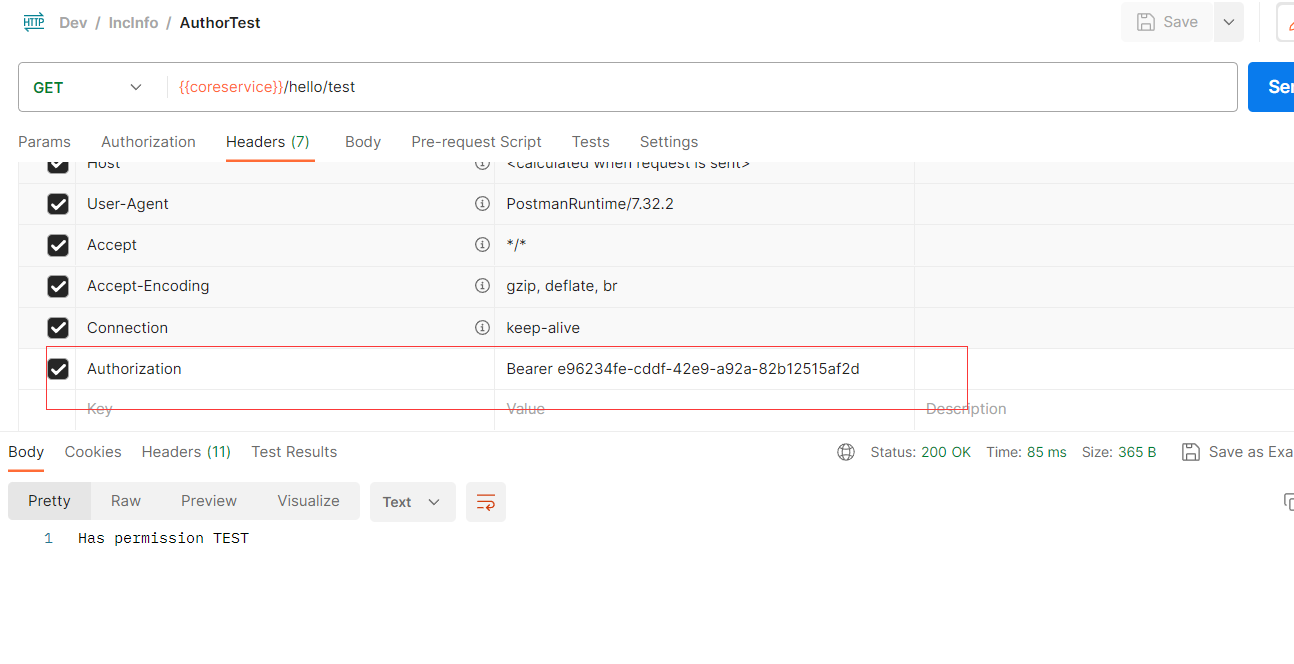 HTTP Dev / IncInfo / AuthorTest Save
GET {{coreservice}}/hello/test
Params Authorization Headers (7) Body Pre-request Script Tests Settings
Host <calculated when request is sent>
User-Agent PostmanRuntime/7.32.2
Accept */*
Accept-Encoding gzip, deflate, br
Connection keep-alive
Authorization Bearer e96234fe-cddf-42e9-a92a-82b12515af2d
Key Value Description
Body Cookies Headers (11) Test Results Status: 200 OK Time: 85 ms Size: 365 B Save as Exa
Pretty Raw Preview Visualize Text
1 Has permission TEST